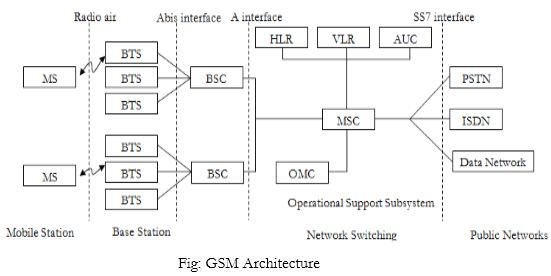 Radio air Abis interface A interface SS7 interface
HLR VLR AUC
BTS
MS BTS BSC PSTN
BTS
MSC ISDN
BTS
MS BTS BSC OMC Data Network
BTS
Operational Support Subsystem
Mobile Station Base Station Network Switching Public Networks
Fig: GSM Architecture